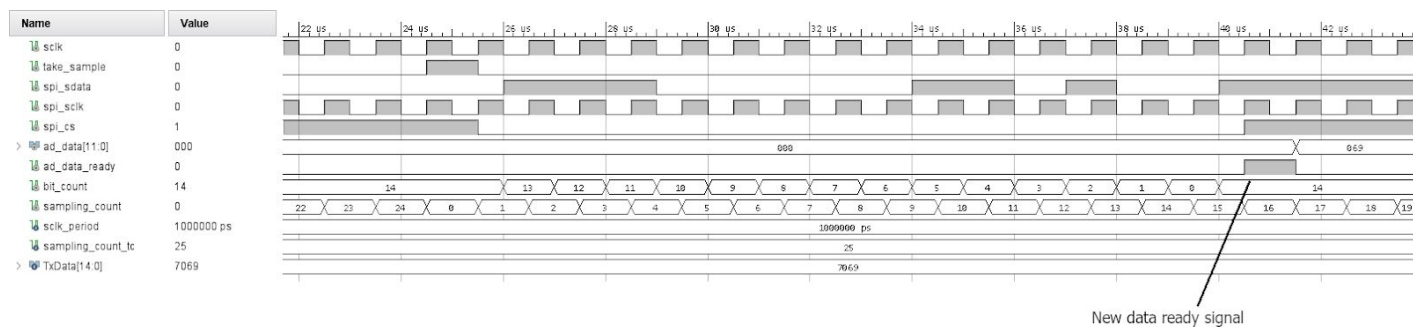 Name Value
22 us 24 us 26 us 28 us 30 us 32 us 34 us 36 us 38 us 40 us 42 us
sclk 0
take_sample 0
spi_sdata 0
spi_sclk 0
spi_cs 1
> ad_data[11:0] 000 000 069
ad_data_ready 0
bit_count 14 14 13 12 11 10 9 8 7 6 5 4 3 2 1 0 14
sampling_count 0 22 23 24 0 1 2 3 4 5 6 7 8 9 10 11 12 13 14 15 16 17 18 19
sclk_period 1000000 ps 1000000 ps
sampling_count_tc 25 25
> TxData[14:0] 7069 7069
New data ready signal